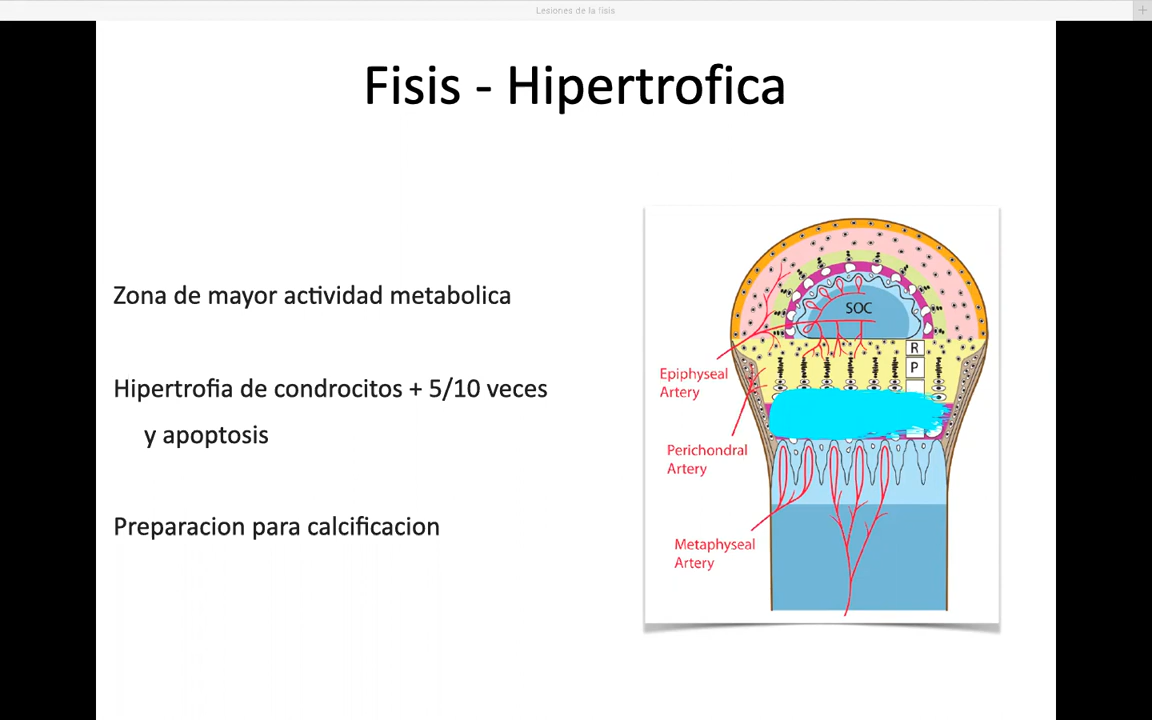 Lesiones de la fisis
Fisis - Hipertrofica
Zona de mayor actividad metabolica
Hipertrofia de condrocitos + 5/10 veces
y apoptosis
Preparacion para calcificacion
SOC
R
P
Epiphyseal
Artery
Perichondral
Artery
Metaphyseal
Artery